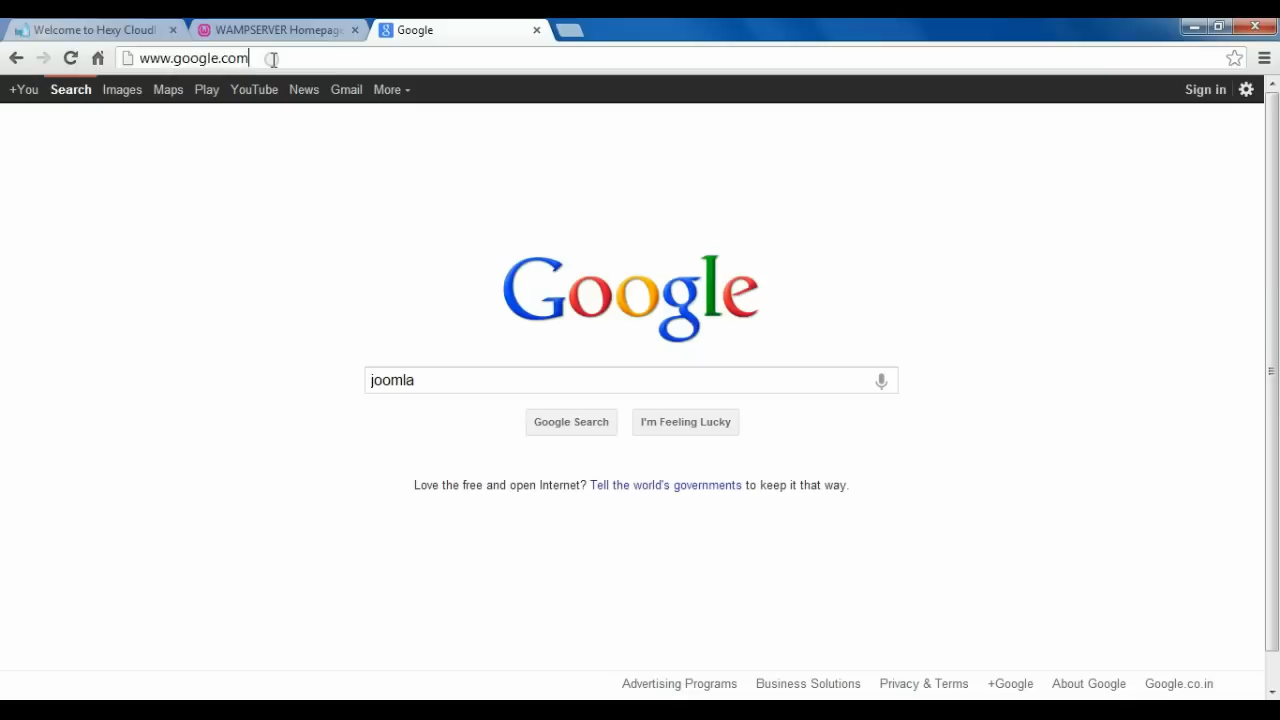 Welcome to Hexy Cloud
WAMPSERVER Homepage
Google
www.google.com
+You Search Images Maps Play YouTube News Gmail More Sign in
Google
joomla
Google Search I'm Feeling Lucky
Love the free and open Internet? Tell the world's governments to keep it that way.
Advertising Programs Business Solutions Privacy & Terms +Google About Google Google.co.in